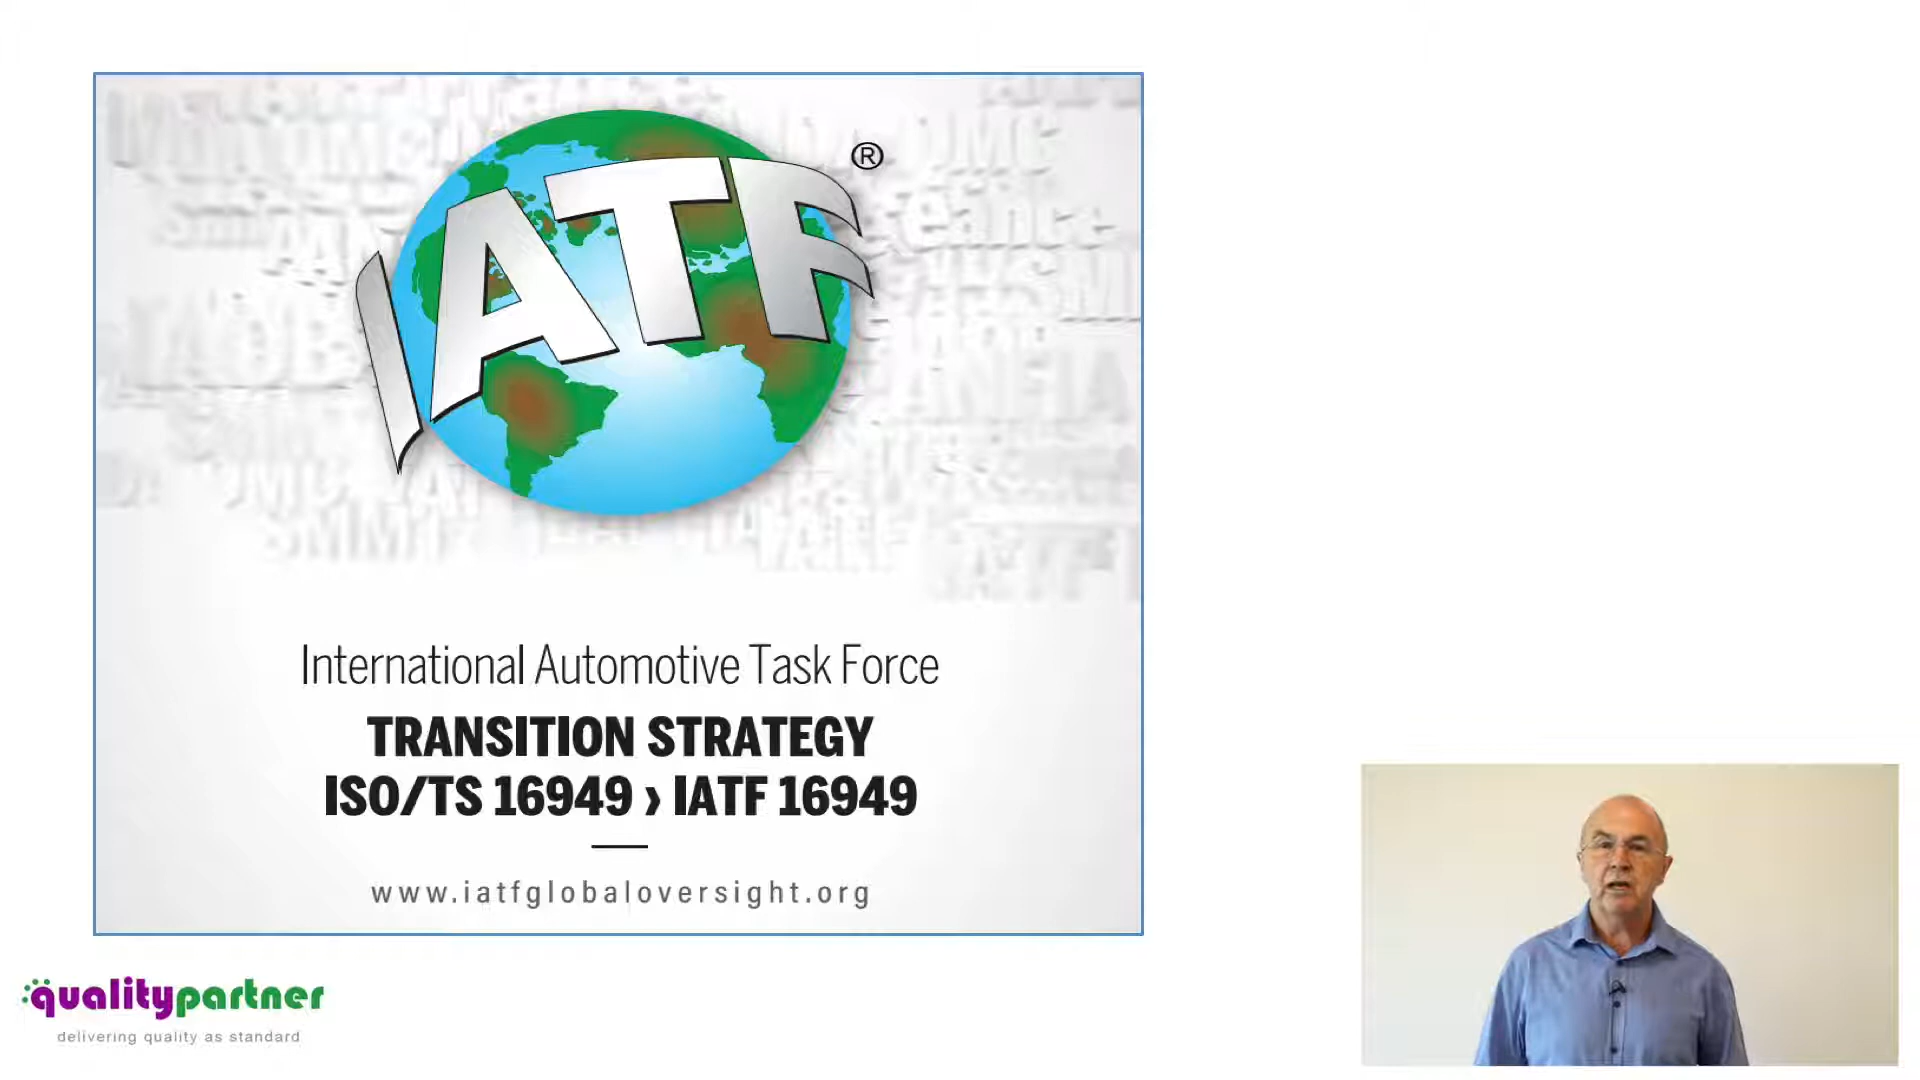 IATF®
International Automotive Task Force
TRANSITION STRATEGY
ISO/TS 16949 › IATF 16949
www.iatfglobaloversight.org
qualitypartner
delivering quality as standard